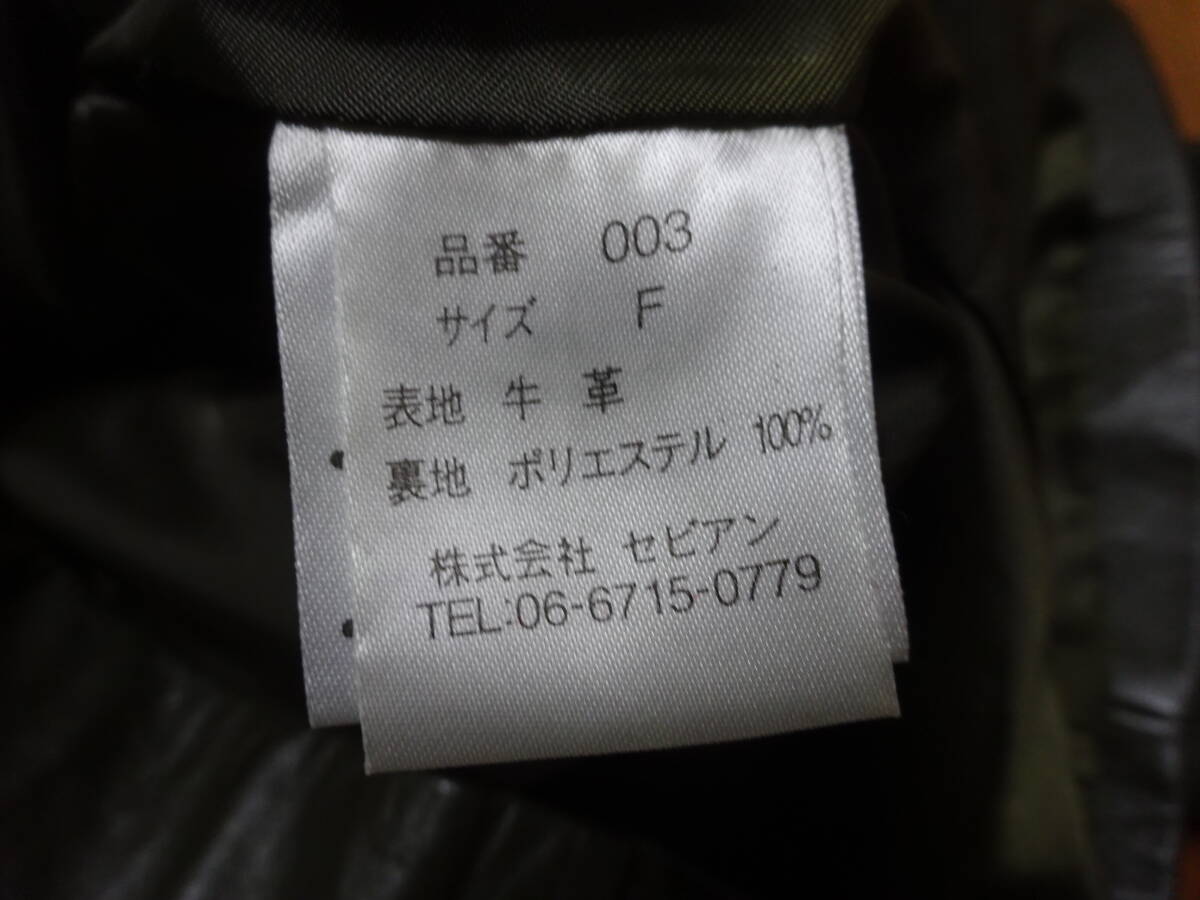 品番 003
サイズ F
表地 牛 革
裏地 ポリエステル 100%
株式会社 セビアン
TEL:06-6715-0779